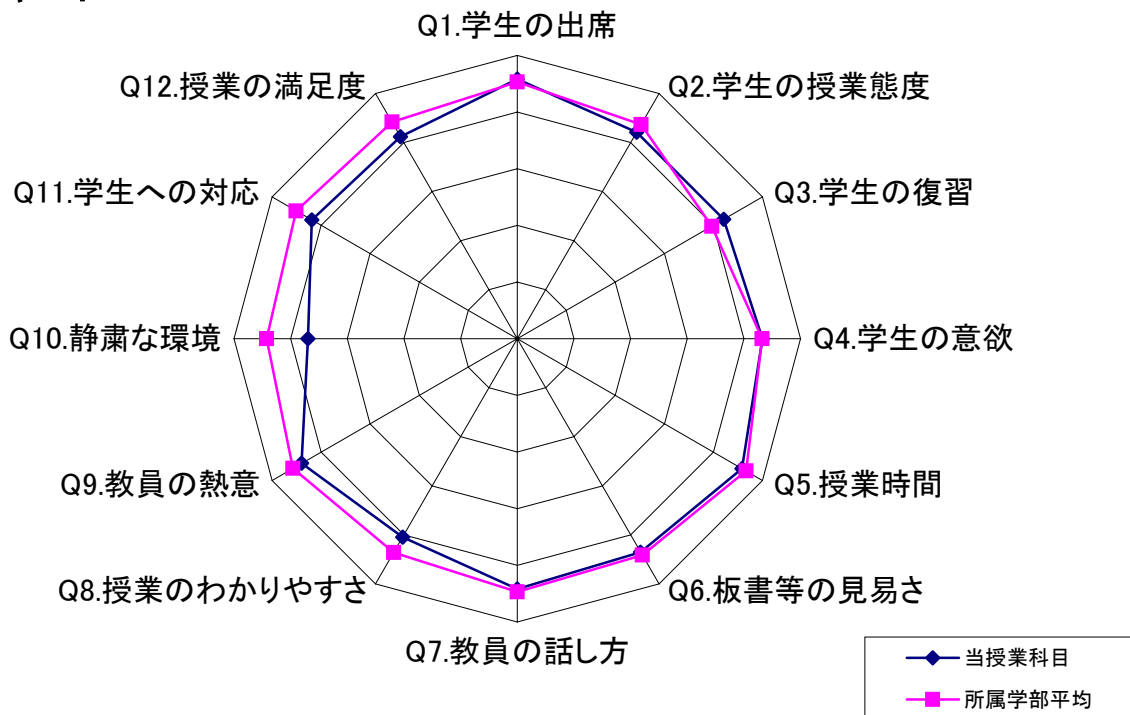 Q1.学生の出席
Q2.学生の授業態度
Q3.学生の復習
Q4.学生の意欲
Q5.授業時間
Q6.板書等の見易さ
Q7.教員の話し方
Q8.授業のわかりやすさ
Q9.教員の熱意
Q10.静粛な環境
Q11.学生への対応
Q12.授業の満足度
当授業科目
所属学部平均